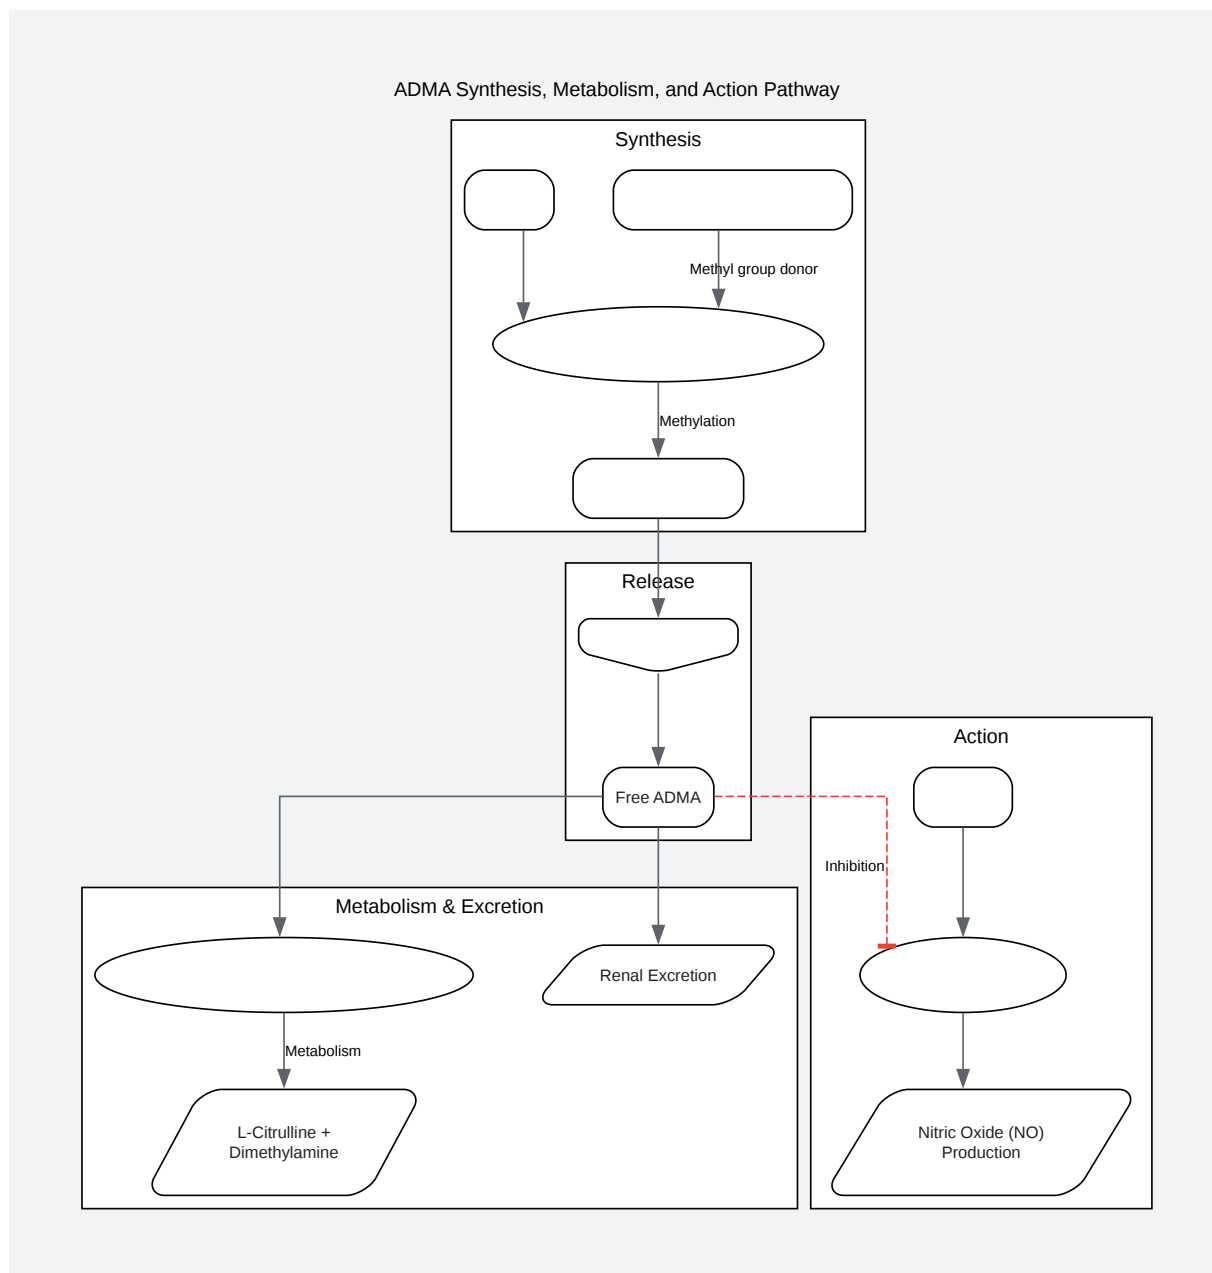 ADMA Synthesis, Metabolism, and Action Pathway
Synthesis
Methyl group donor
Methylation
Release
Action
Free ADMA
Inhibition
Metabolism & Excretion
Renal Excretion
Metabolism
L-Citrulline +
Dimethylamine
Nitric Oxide (NO)
Production